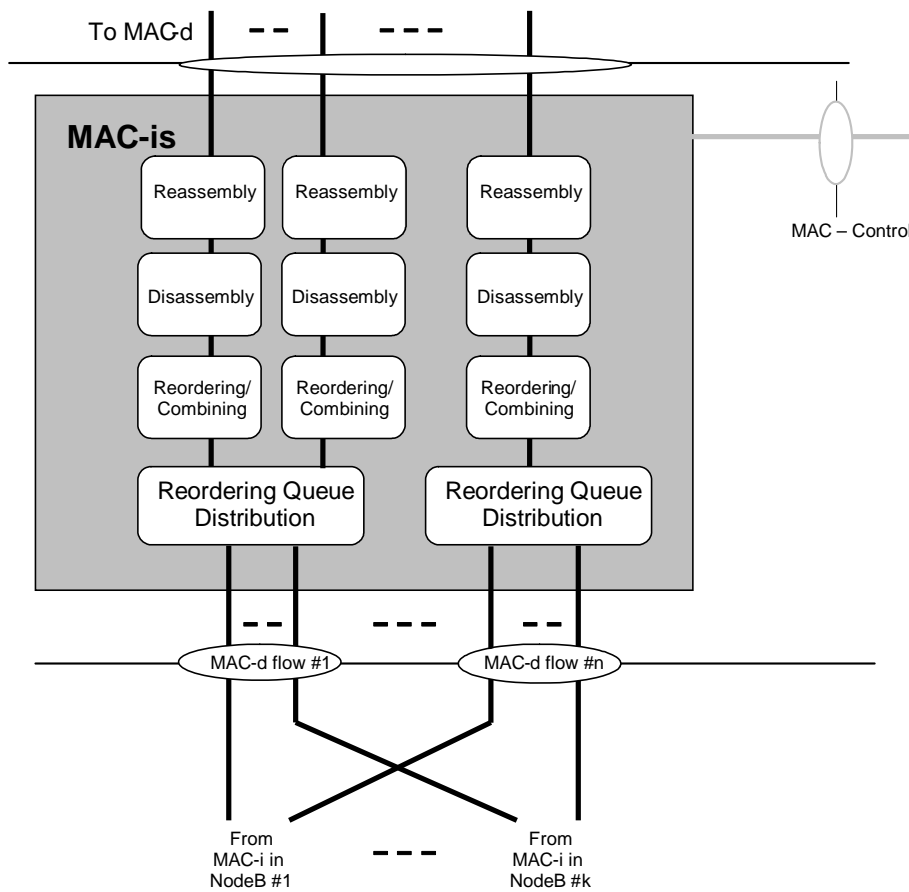 To MAC-d
MAC-is
Reassembly
Reassembly
Reassembly
MAC – Control
Disassembly
Disassembly
Disassembly
Reordering/
Combining
Reordering/
Combining
Reordering/
Combining
Reordering Queue
Distribution
Reordering Queue
Distribution
MAC-d flow #1
MAC-d flow #n
From
MAC-i in
NodeB #1
From
MAC-i in
NodeB #k